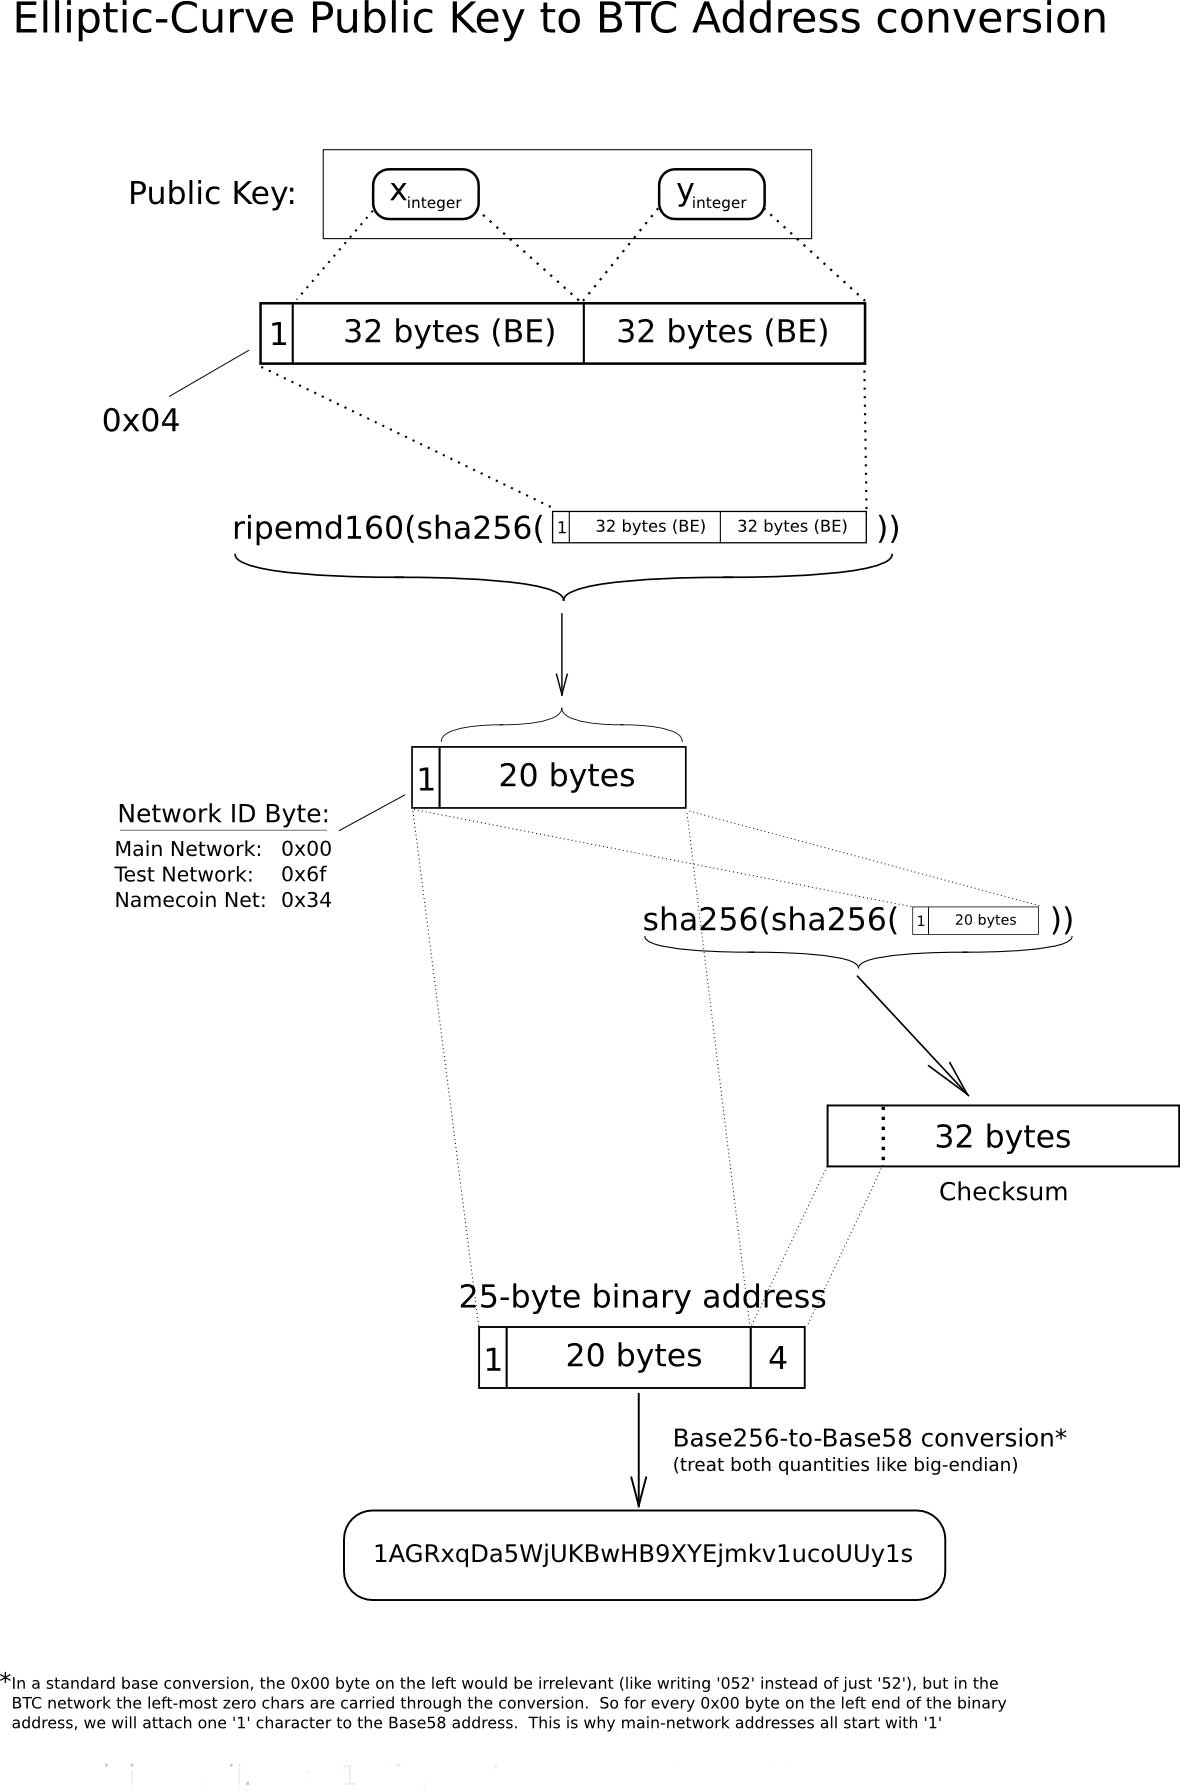 Elliptic-Curve Public Key to BTC Address conversion
Public Key:
x integer
y integer
1 32 bytes (BE) 32 bytes (BE)
0x04
ripemd160(sha256( 1 32 bytes (BE) 32 bytes (BE) ))
1 20 bytes
Network ID Byte:
Main Network: 0x00
Test Network: 0x6f
Namecoin Net: 0x34
sha256(sha256( 1 20 bytes ))
32 bytes
Checksum
25-byte binary address
1 20 bytes 4
Base256-to-Base58 conversion*
(treat both quantities like big-endian)
1AGRxqDa5WjUKBwHB9XYEjmkv1ucoUUy1s
*In a standard base conversion, the 0x00 byte on the left would be irrelevant (like writing '052' instead of just '52'), but in the
BTC network the left-most zero chars are carried through the conversion. So for every 0x00 byte on the left end of the binary
address, we will attach one '1' character to the Base58 address. This is why main-network addresses all start with '1'